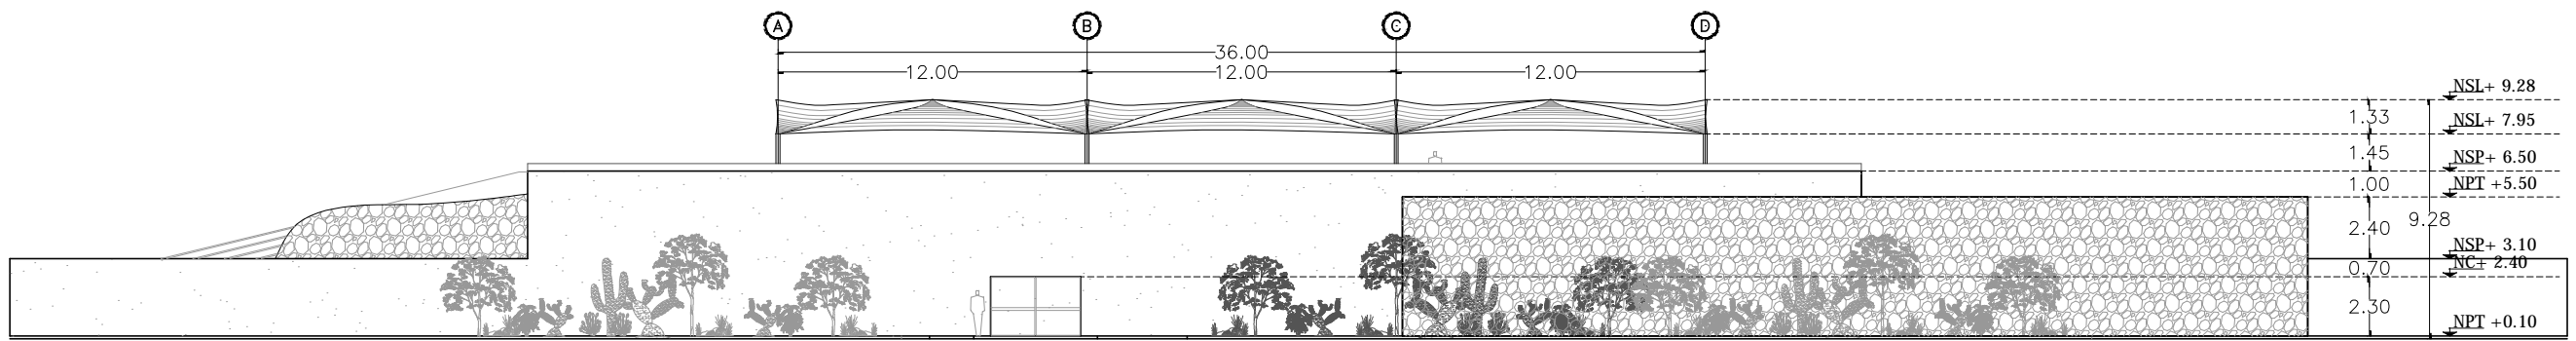 A B C D
36.00
12.00 12.00 12.00
NSL+ 9.28
1.33
NSL+ 7.95
1.45
NSP+ 6.50
1.00
NPT +5.50
9.28
2.40
NSP+ 3.10
0.70
NC+ 2.40
2.30
NPT +0.10